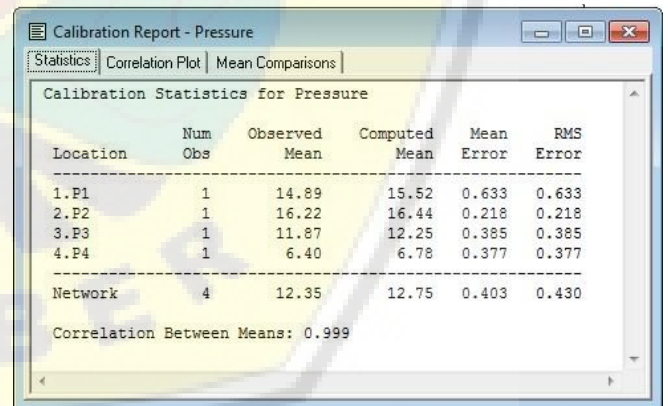 Calibration Report - Pressure
Statistics Correlation Plot Mean Comparisons
Calibration Statistics for Pressure
Num Observed Computed Mean RMS
Location Obs Mean Mean Error Error
1.P1 1 14.89 15.52 0.633 0.633
2.P2 1 16.22 16.44 0.218 0.218
3.P3 1 11.87 12.25 0.385 0.385
4.P4 1 6.40 6.78 0.377 0.377
Network 4 12.35 12.75 0.403 0.430
Correlation Between Means: 0.999
BER